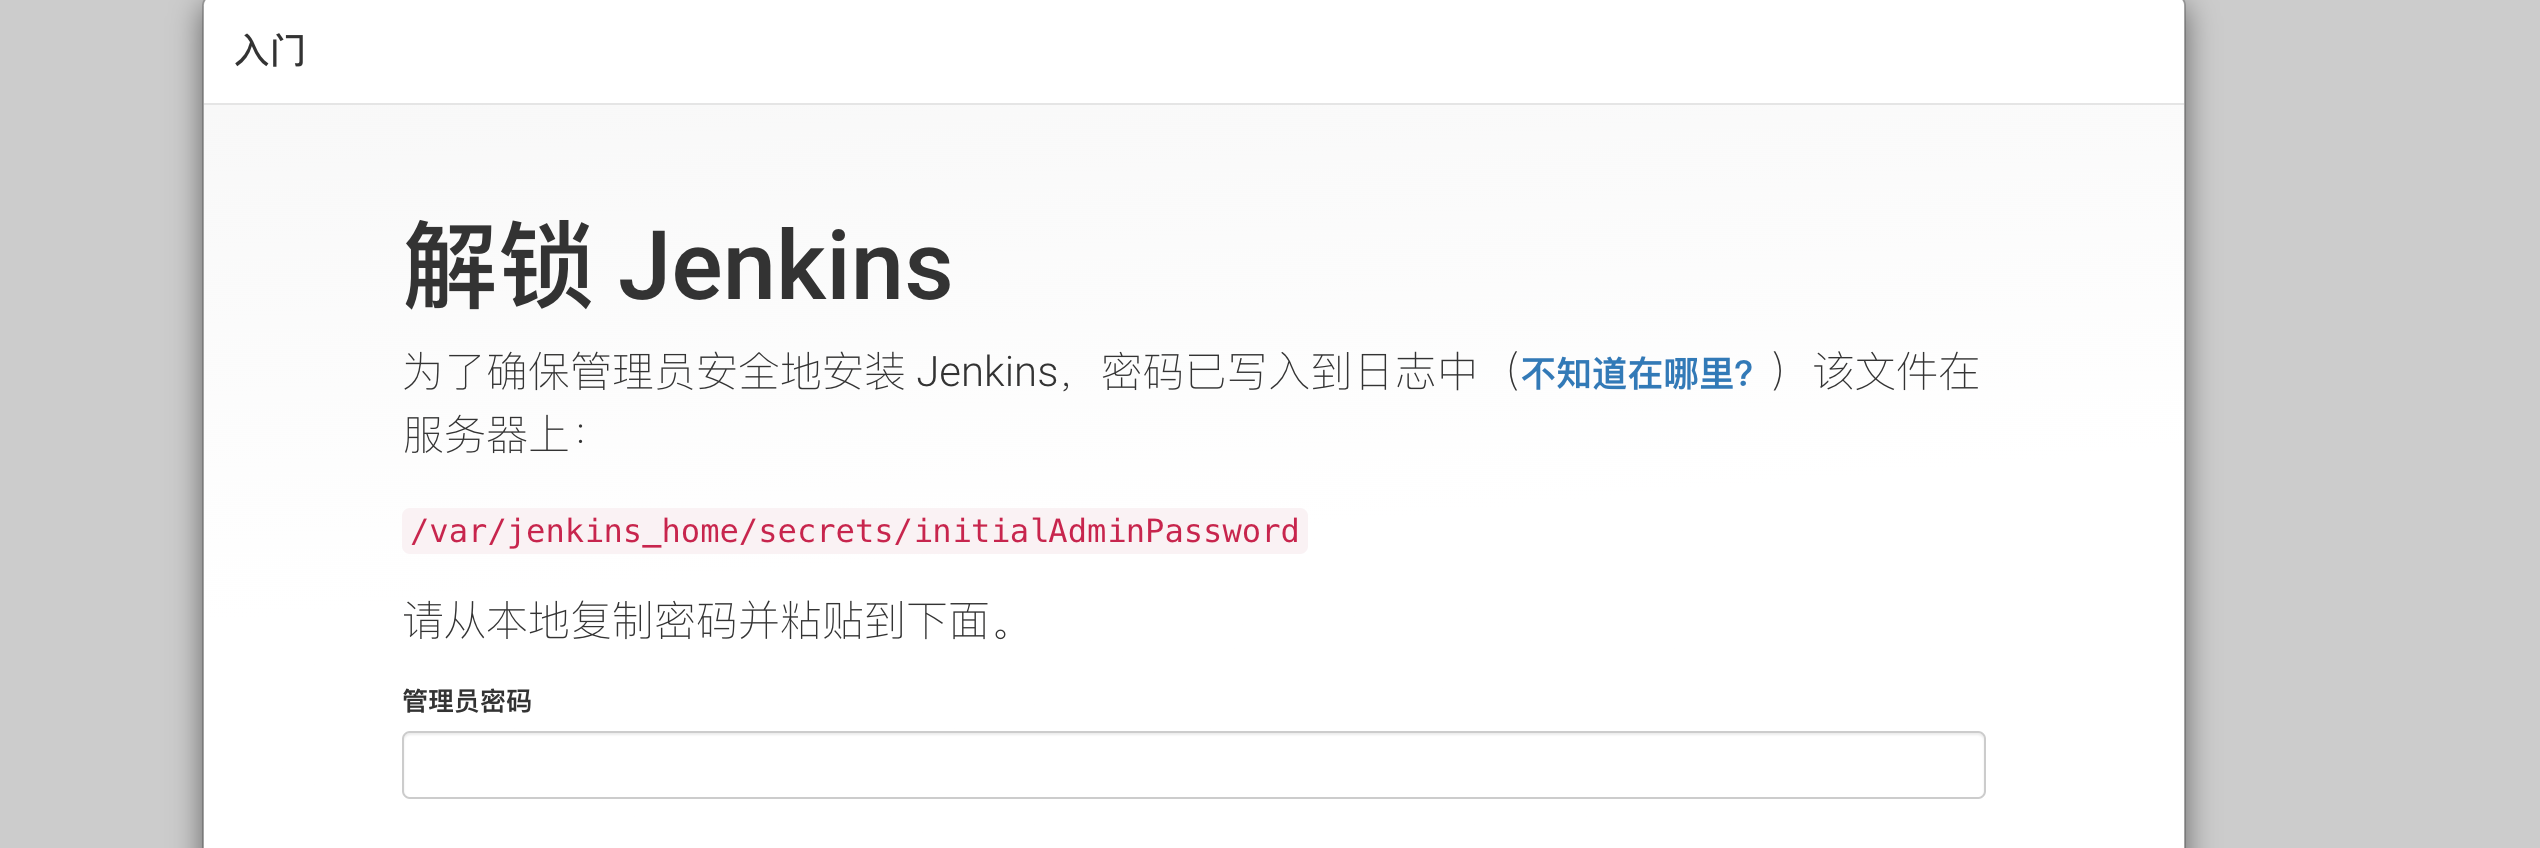 入门
解锁 Jenkins
为了确保管理员安全地安装 Jenkins，密码已写入到日志中（不知道在哪里？）该文件在
服务器上：
/var/jenkins_home/secrets/initialAdminPassword
请从本地复制密码并粘贴到下面。
管理员密码